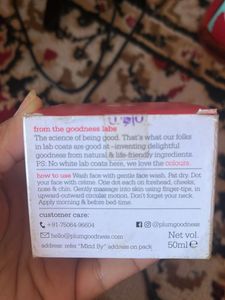 from the goodness labs
The science of being good. That's what our folks
in lab coats are good at - inventing delightful
goodness from natural & life-friendly ingredients.
PS. No white lab coats here, we love the
colours.
how to use Wash face with gentle face wash. Pat dry. Dot
your face with crème. One dot each on forehead, cheeks,
nose & chin. Gently massage into skin using finger-tips, in
upward-outward circular motion. Don't forget your neck.
Apply morning & before bed-time.
customer care:
+91-75064-96604
@plumgoodness
hello@plumgoodness.com
address: refer "Mktd. By" address on pack
Net vol.
50ml e